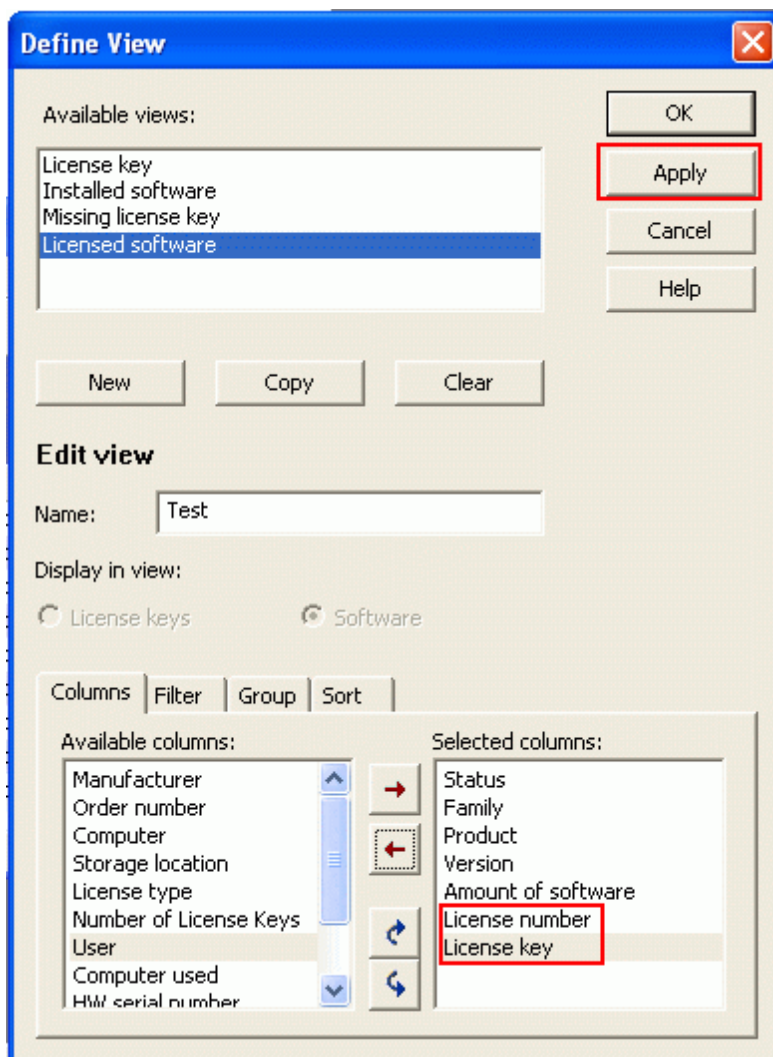 Define View
Available views:
OK
License key
Installed software
Missing license key
Licensed software
Apply
Cancel
Help
New Copy Clear
Edit view
Name: Test
Display in view:
License keys Software
Columns Filter Group Sort
Available columns:
Manufacturer
Order number
Computer
Storage location
License type
Number of License Keys
User
Computer used
HW serial number
Selected columns:
Status
Family
Product
Version
Amount of software
License number
License key